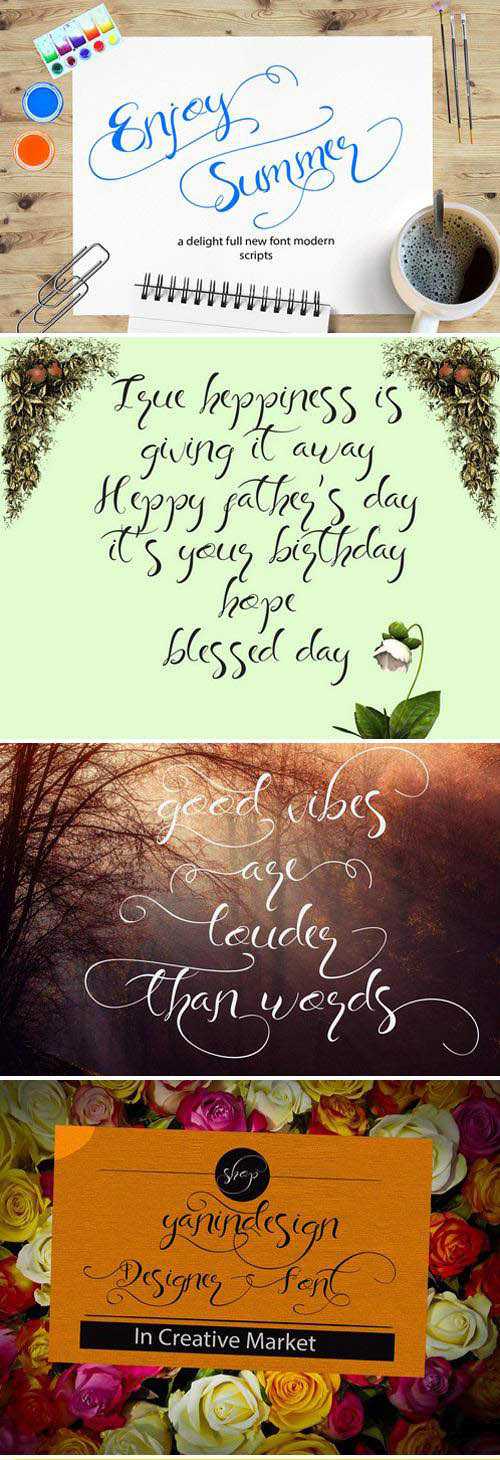 Enjoy
Summer
a delight full new font modern
scripts
True heppiness is
giving it away
Heppy father's day
it's your birthday
hope
blessed day
good vibes
are
louder
than words
shop
yanindesign
Designer font
In Creative Market